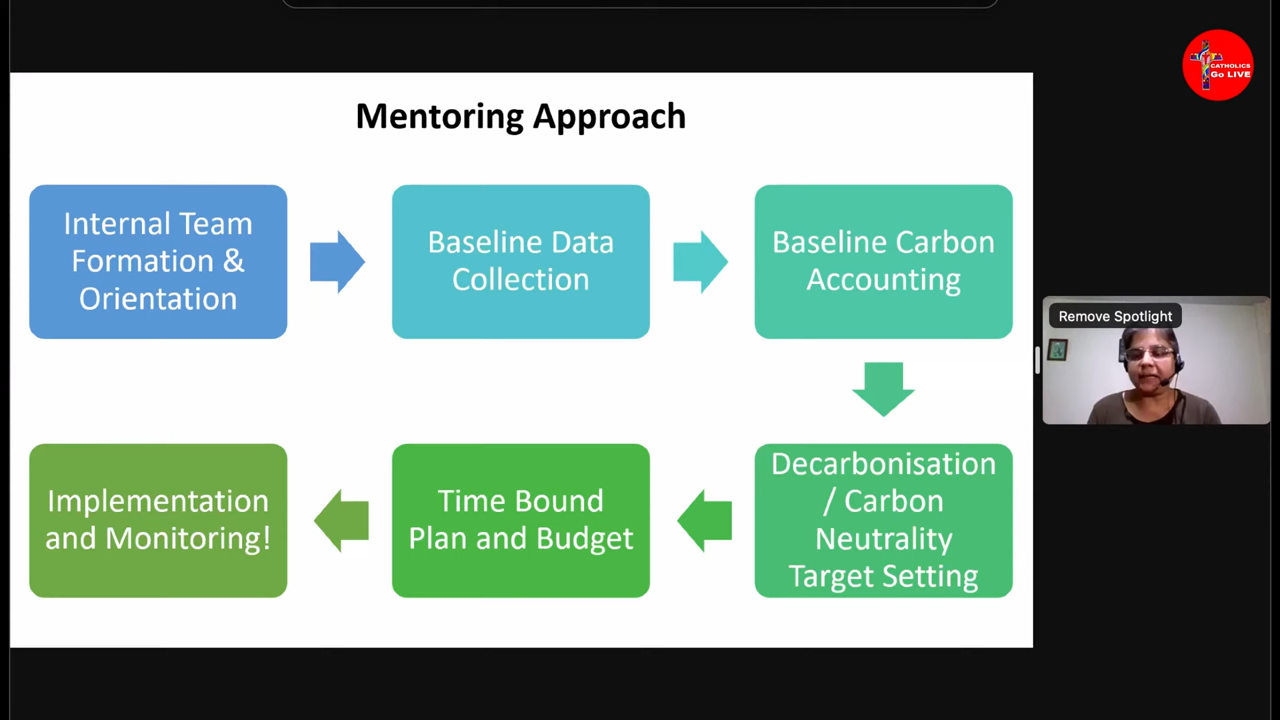 CATHOLICS
Go LIVE
Mentoring Approach
Internal Team
Formation &
Orientation
Baseline Data
Collection
Baseline Carbon
Accounting
Remove Spotlight
Implementation
and Monitoring!
Time Bound
Plan and Budget
Decarbonisation
/ Carbon
Neutrality
Target Setting